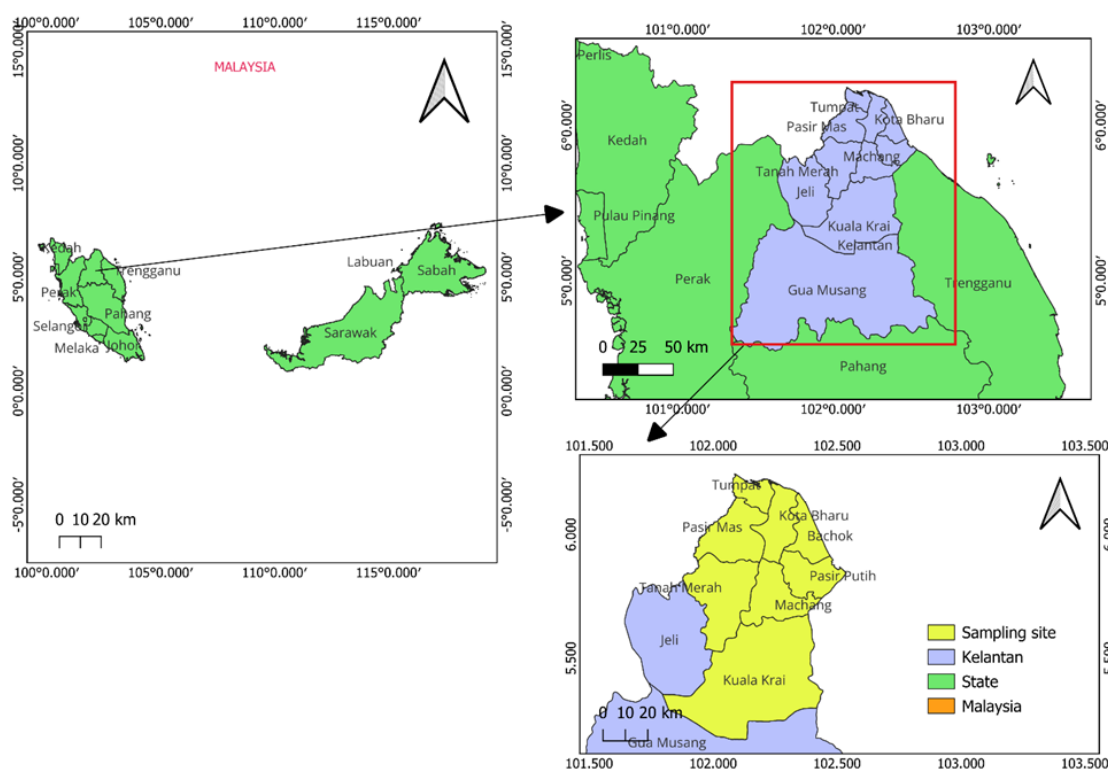 100°0.000' 105°0.000' 110°0.000' 115°0.000'
15°0.000'
10°0.000'
5°0.000'
0°0.000'
-5°0.000'
MALAYSIA
Kedah
Trengganu
Perak
Pahang
Selangor
Melaka
Johor
Labuan
Sabah
Sarawak
0 10 20 km
15°0.000'
10°0.000'
5°0.000'
0°0.000'
-5°0.000'
100°0.000' 105°0.000' 110°0.000' 115°0.000'
101°0.000' 102°0.000' 103°0.000'
6°0.000'
5°0.000'
Perlis
Kedah
Pulau Pinang
Perak
Tumpat
Kota Bharu
Pasir Mas
Machang
Tanah Merah
Jeli
Kuala Krai
Kelantan
Gua Musang
Trengganu
Pahang
0 25 50 km
6°0.000'
5°0.000'
101°0.000' 102°0.000' 103°0.000'
101.500 102.000 102.500 103.000 103.500
6.000
5.500
Tumpat
Kota Bharu
Pasir Mas
Bachok
Pasir Putih
Tanah Merah
Machang
Jeli
Kuala Krai
0 10 20 km
Gua Musang
Sampling site
Kelantan
State
Malaysia
6.000
5.500
101.500 102.000 102.500 103.000 103.500